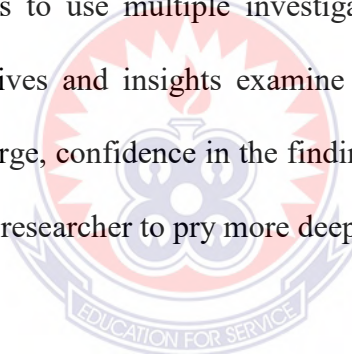 s to use multiple investiga
ives and insights examine
rge, confidence in the findin
researcher to pry more deep
EDUCATION FOR SERVICE